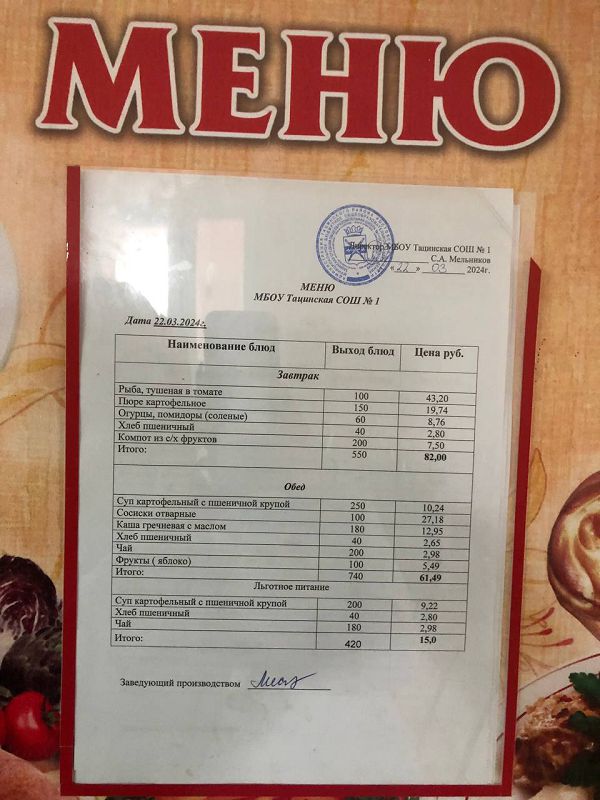 МЕНЮ
Директор МБОУ Тацинская СОШ № 1
С.А. Мельников
« 22 » 03 2024г.
МЕНЮ
МБОУ Тацинская СОШ № 1
Дата 22.03.2024г.
Наименование блюд Выход блюд Цена руб.
Завтрак
Рыба, тушеная в томате 100 43,20
Пюре картофельное 150 19,74
Огурцы, помидоры (соленые) 60 8,76
Хлеб пшеничный 40 2,80
Компот из с/х фруктов 200 7,50
Итого: 550 82,00
Обед
Суп картофельный с пшеничной крупой 250 10,24
Сосиски отварные 100 27,18
Каша гречневая с маслом 180 12,95
Хлеб пшеничный 40 2,65
Чай 200 2,98
Фрукты ( яблоко) 100 5,49
Итого: 740 61,49
Льготное питание
Суп картофельный с пшеничной крупой 200 9,22
Хлеб пшеничный 40 2,80
Чай 180 2,98
Итого: 420 15,0
Заведующий производством